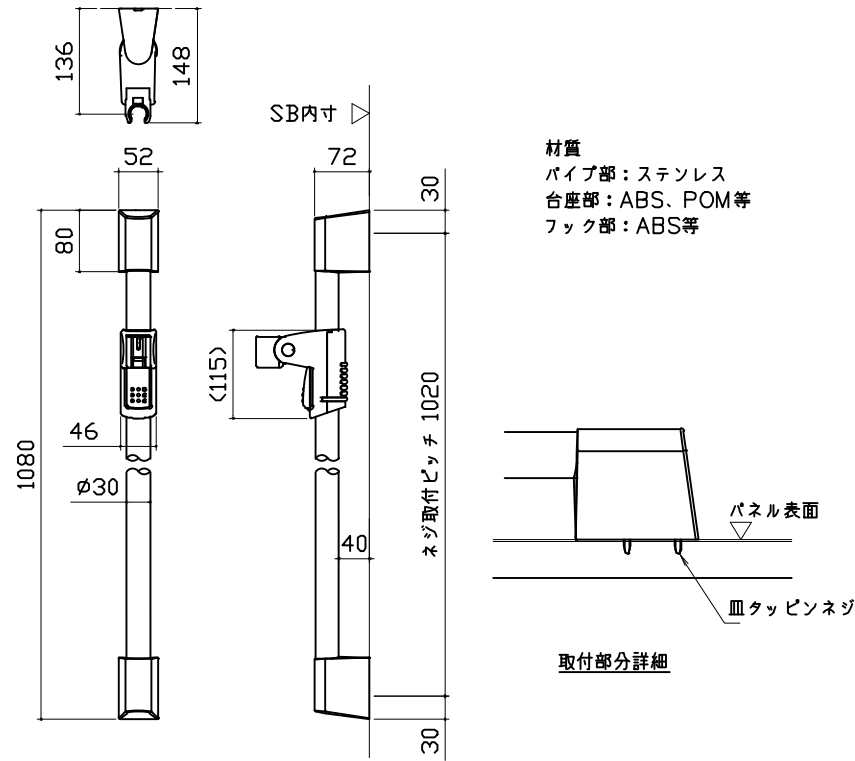 136
148
SB内寸
52
72
30
80
材質
パイプ部：ステンレス
台座部：ABS、POM等
フック部：ABS等
(115)
46
1080
ø30
40
ネジ取付ピッチ 1020
30
パネル表面
皿タッピンネジ
取付部分詳細